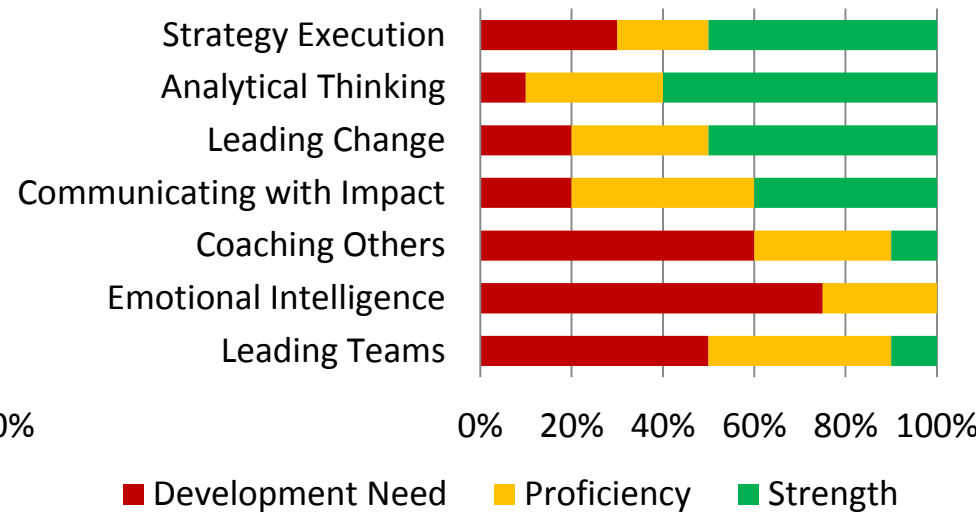 Strategy Execution
Analytical Thinking
Leading Change
Communicating with Impact
Coaching Others
Emotional Intelligence
Leading Teams
0% 0% 20% 40% 60% 80% 100%
Development Need Proficiency Strength